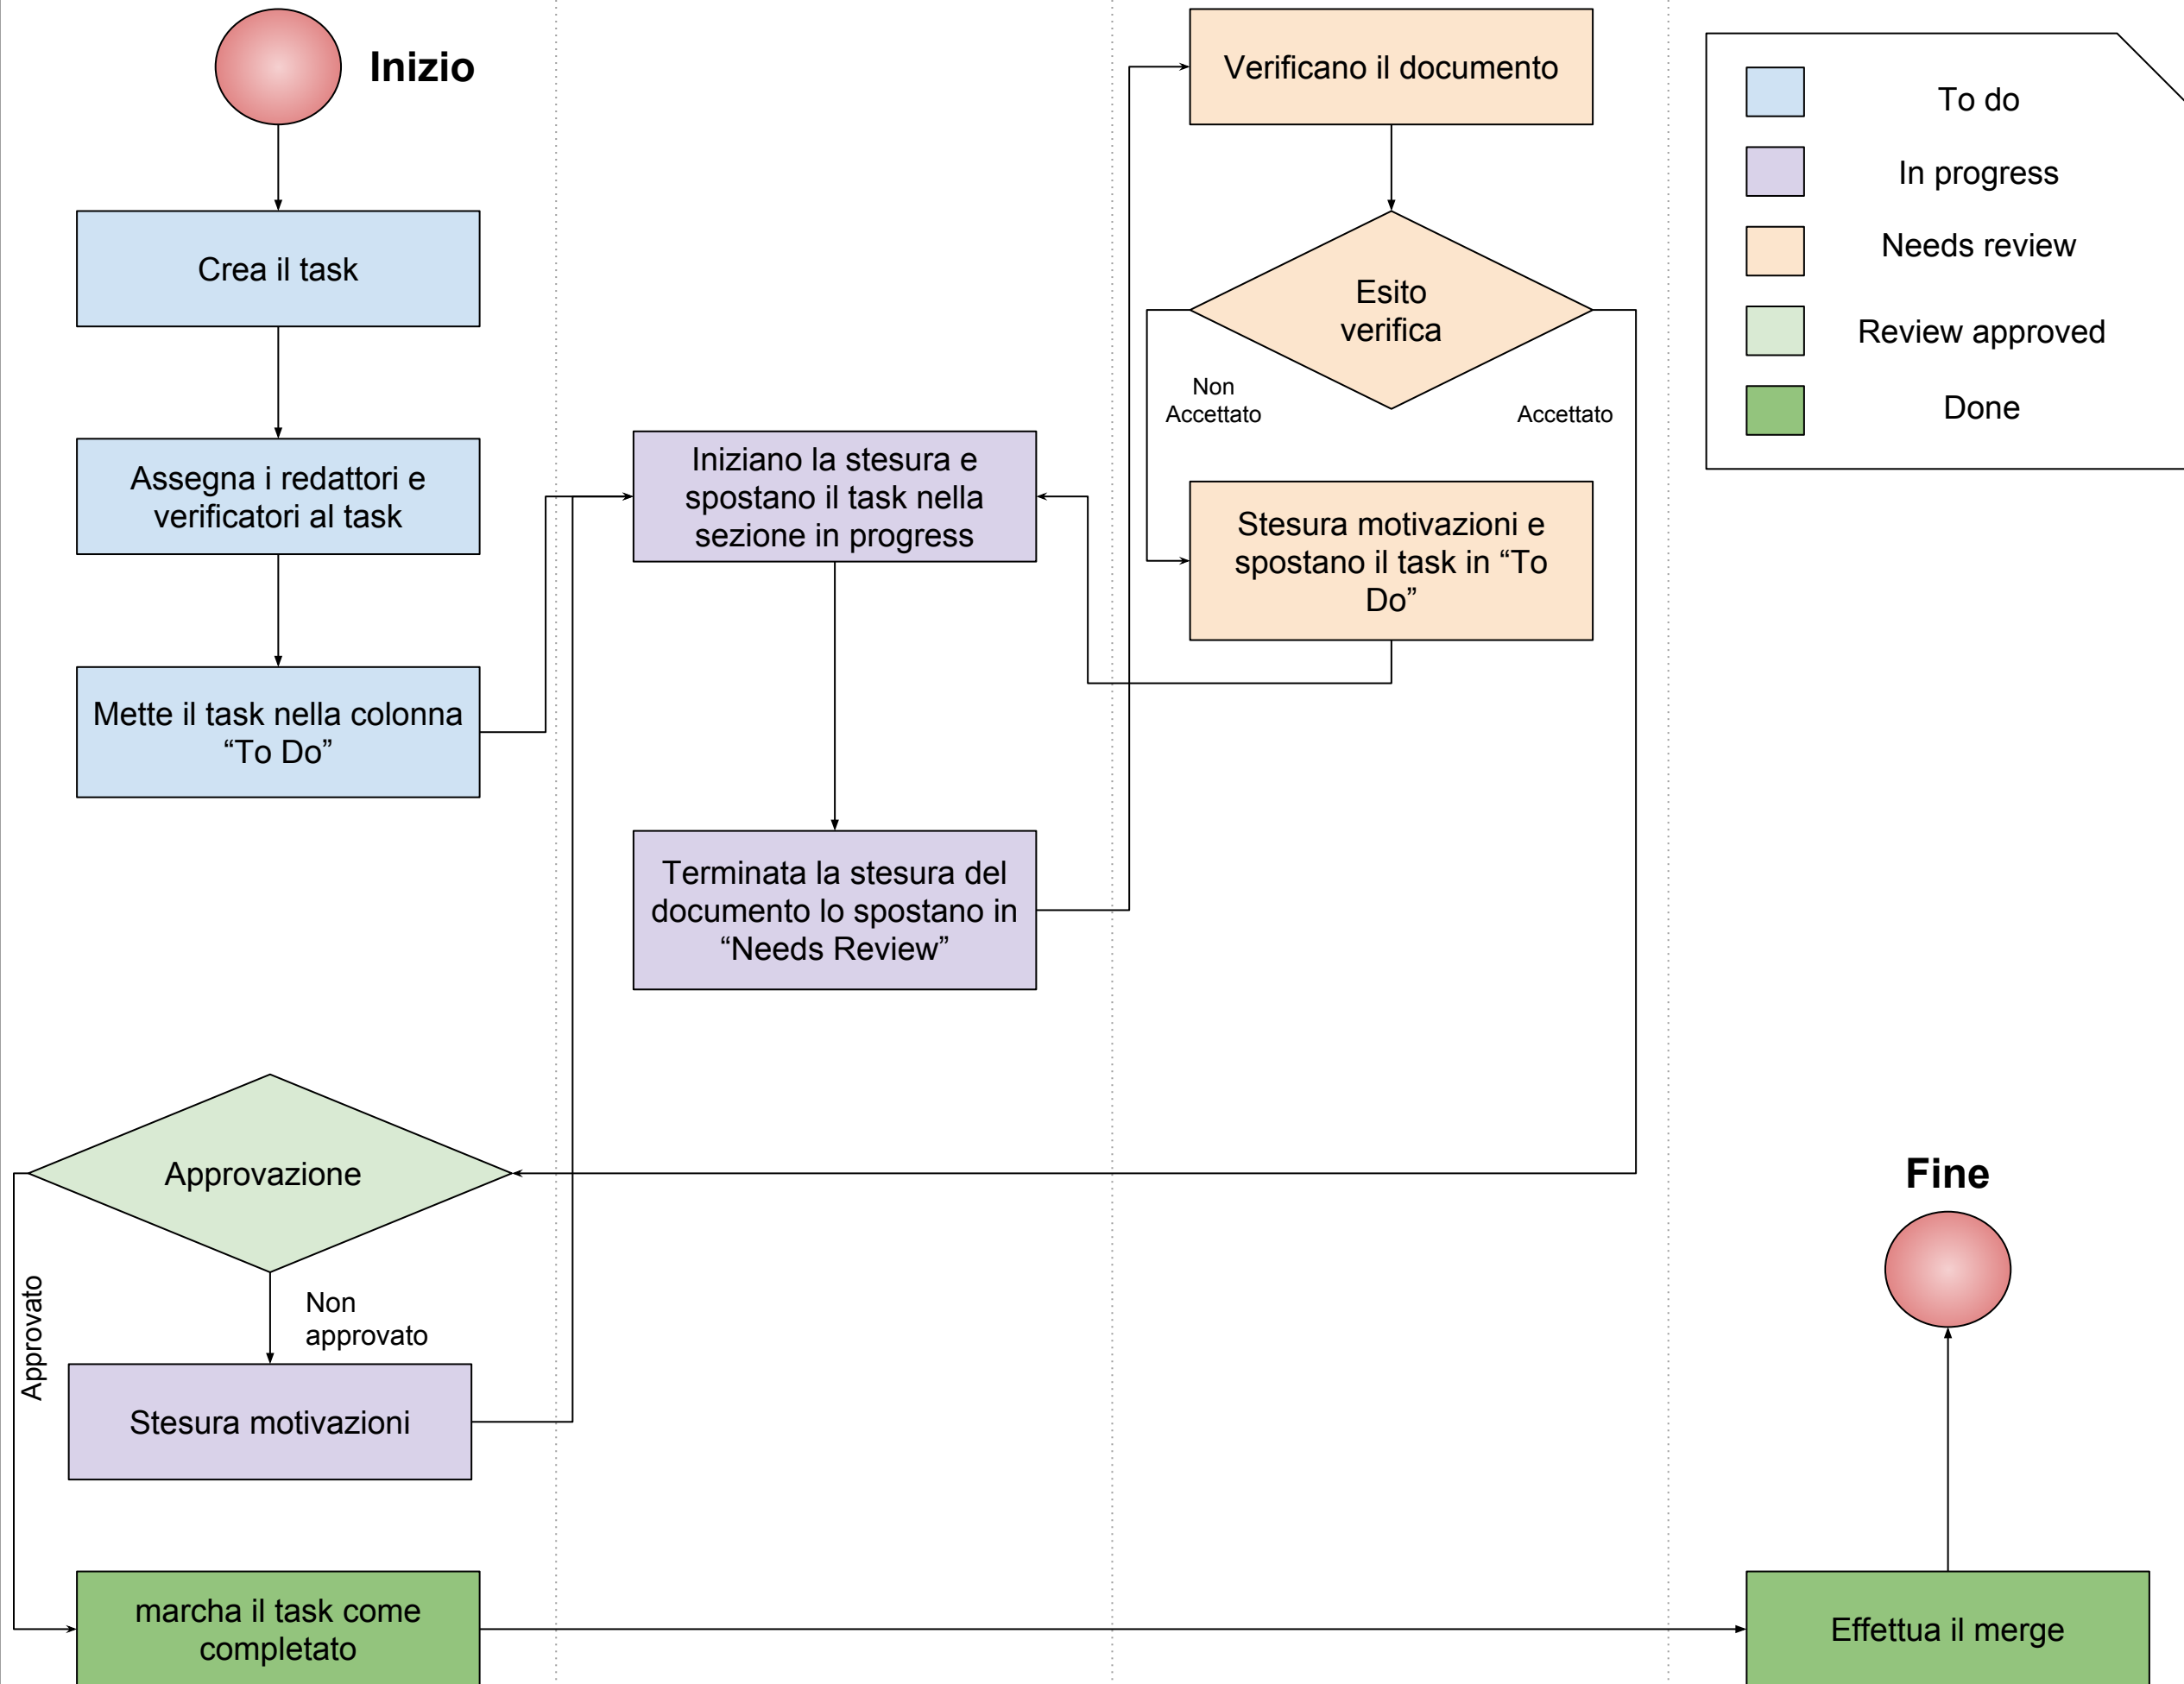 Inizio
Crea il task
Assegna i redattori e
verificatori al task
Mette il task nella colonna
“To Do”
Iniziano la stesura e
spostano il task nella
sezione in progress
Terminata la stesura del
documento lo spostano in
“Needs Review”
Verificano il documento
Esito
verifica
Non
Accettato
Accettato
Stesura motivazioni e
spostano il task in “To
Do”
To do
In progress
Needs review
Review approved
Done
Approvazione
Approvato
Non
approvato
Stesura motivazioni
marcha il task come
completato
Effettua il merge
Fine